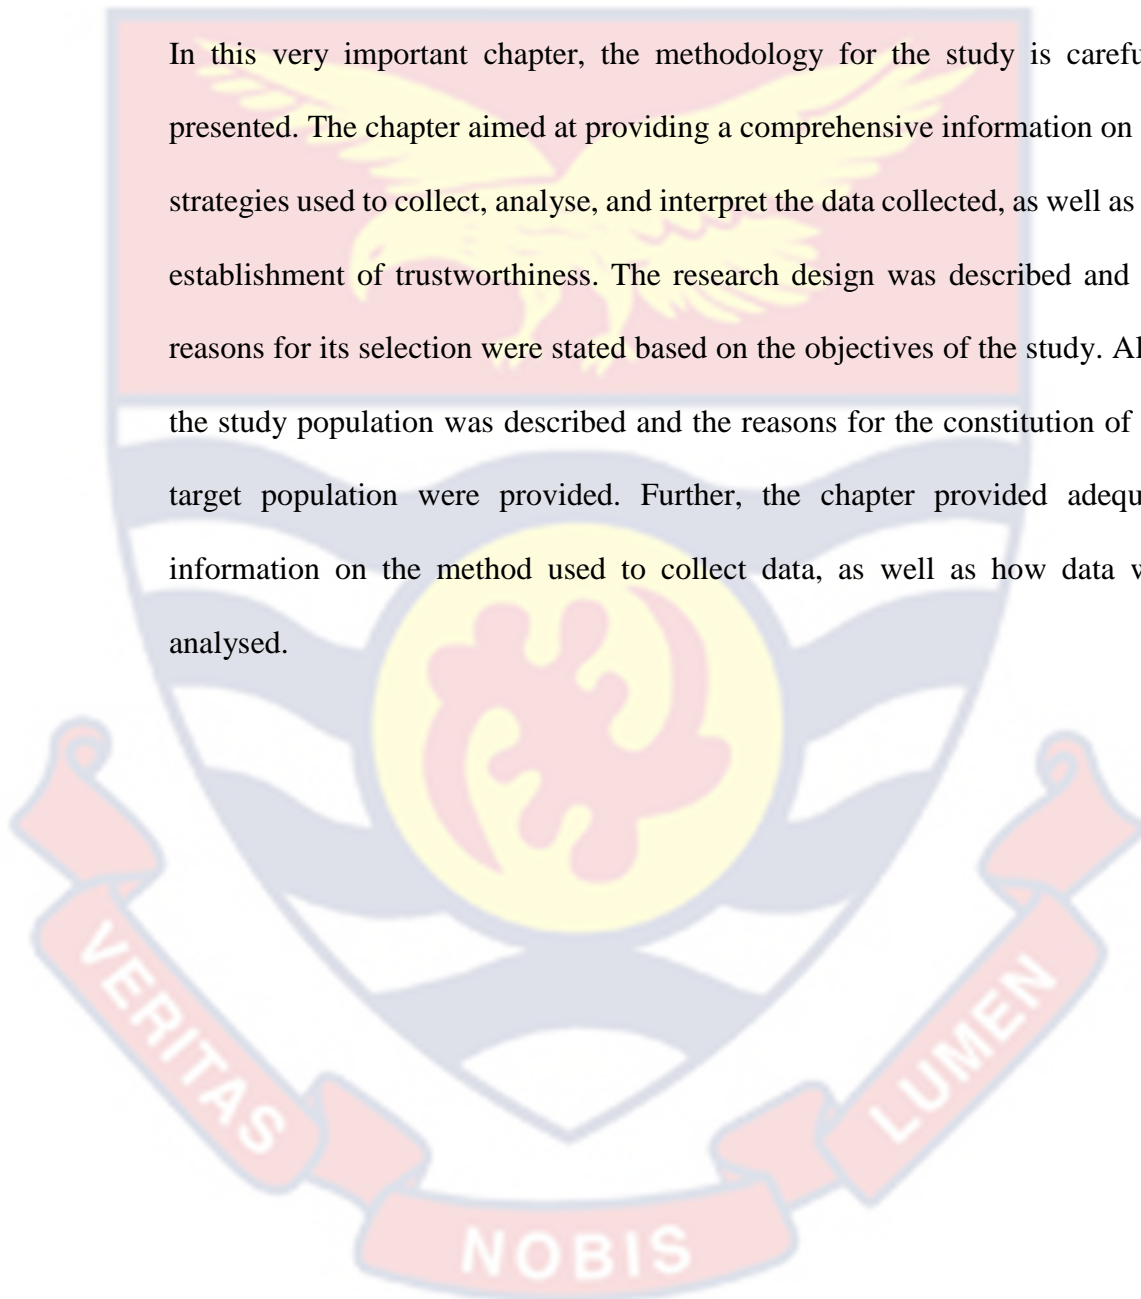 In this very important chapter, the methodology for the study is carefu
presented. The chapter aimed at providing a comprehensive information on
strategies used to collect, analyse, and interpret the data collected, as well as
establishment of trustworthiness. The research design was described and
reasons for its selection were stated based on the objectives of the study. Al
the study population was described and the reasons for the constitution of
target population were provided. Further, the chapter provided adequ
information on the method used to collect data, as well as how data w
analysed.
VERITAS
NOBIS
LUMEN